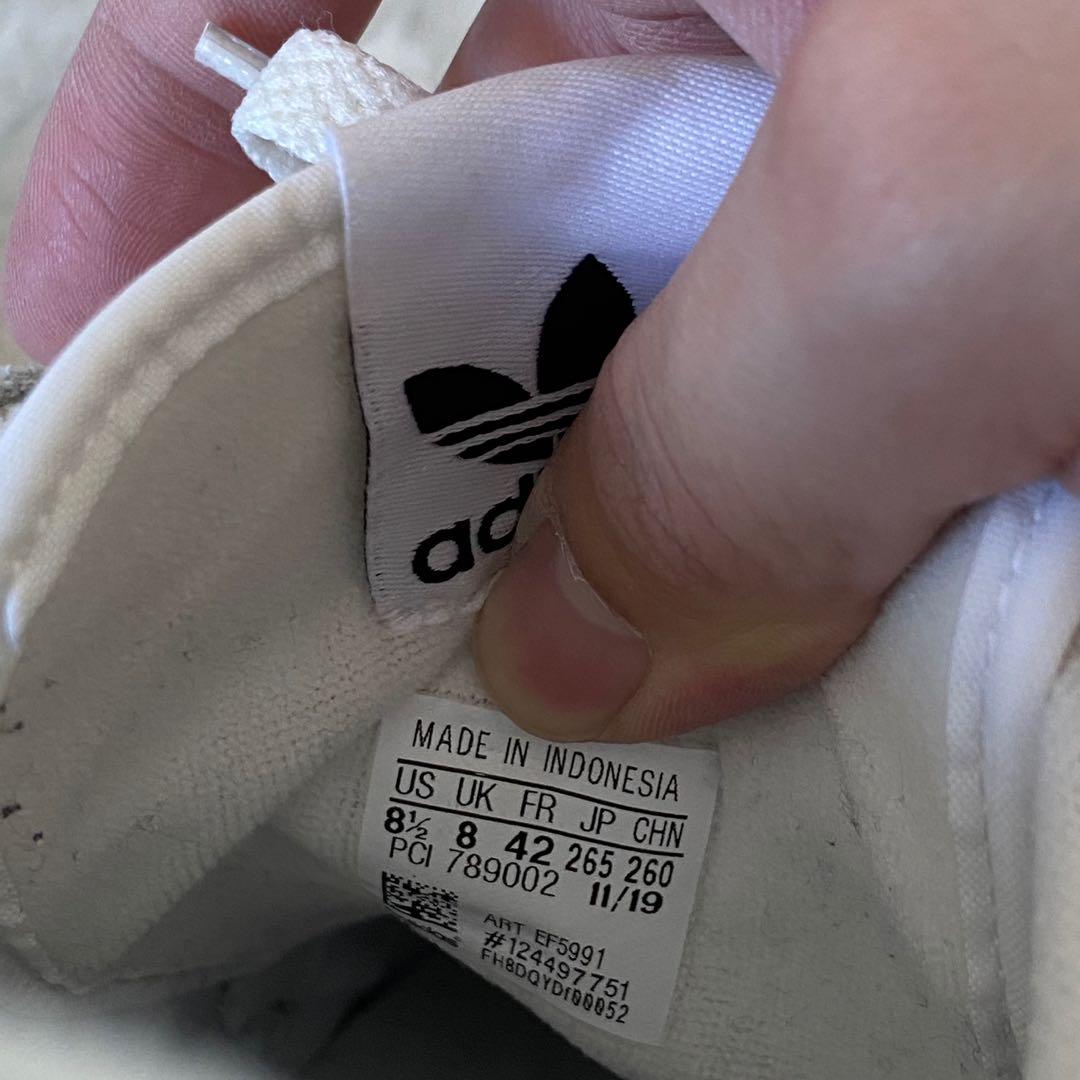 ad
MADE IN INDONESIA
US UK FR JP CHN
8½ 8 42 265 260
PCI 789002 11/19
ART EF5991
#124497751
FH8DQYDf00052